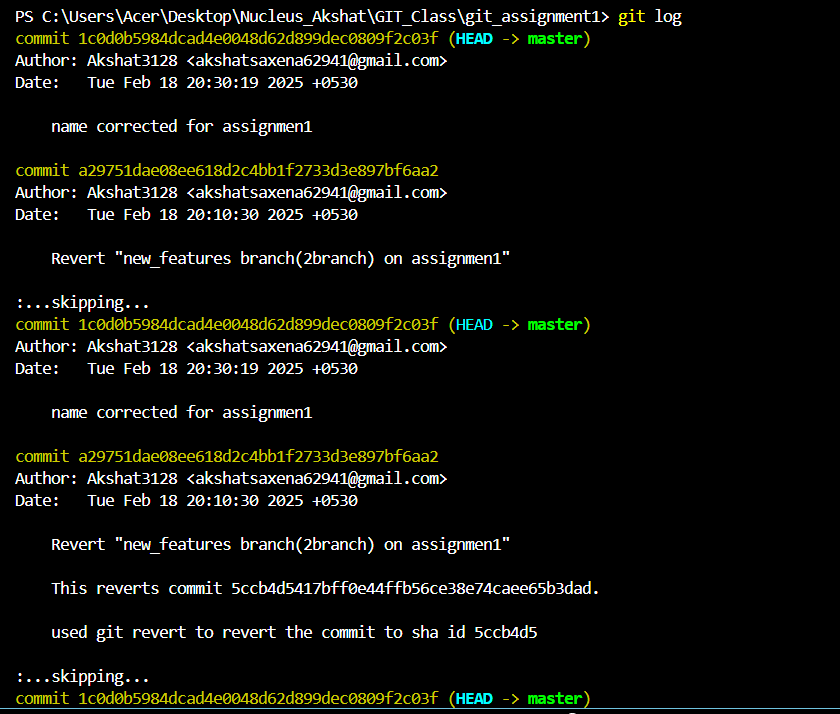 PS C:\Users\Acer\Desktop\Nucleus_Akshat\GIT_Class\git_assignment1> git log
commit 1c0d0b5984dcad4e0048d62d899dec0809f2c03f (HEAD -> master)
Author: Akshat3128 <akshatsaxena62941@gmail.com>
Date:   Tue Feb 18 20:30:19 2025 +0530

    name corrected for assignmen1

commit a29751dae08ee618d2c4bb1f2733d3e897bf6aa2
Author: Akshat3128 <akshatsaxena62941@gmail.com>
Date:   Tue Feb 18 20:10:30 2025 +0530

    Revert "new_features branch(2branch) on assignmen1"

:...skipping...
commit 1c0d0b5984dcad4e0048d62d899dec0809f2c03f (HEAD -> master)
Author: Akshat3128 <akshatsaxena62941@gmail.com>
Date:   Tue Feb 18 20:30:19 2025 +0530

    name corrected for assignmen1

commit a29751dae08ee618d2c4bb1f2733d3e897bf6aa2
Author: Akshat3128 <akshatsaxena62941@gmail.com>
Date:   Tue Feb 18 20:10:30 2025 +0530

    Revert "new_features branch(2branch) on assignmen1"

    This reverts commit 5ccb4d5417bff0e44ffb56ce38e74caee65b3dad.

    used git revert to revert the commit to sha id 5ccb4d5

:...skipping...
commit 1c0d0b5984dcad4e0048d62d899dec0809f2c03f (HEAD -> master)